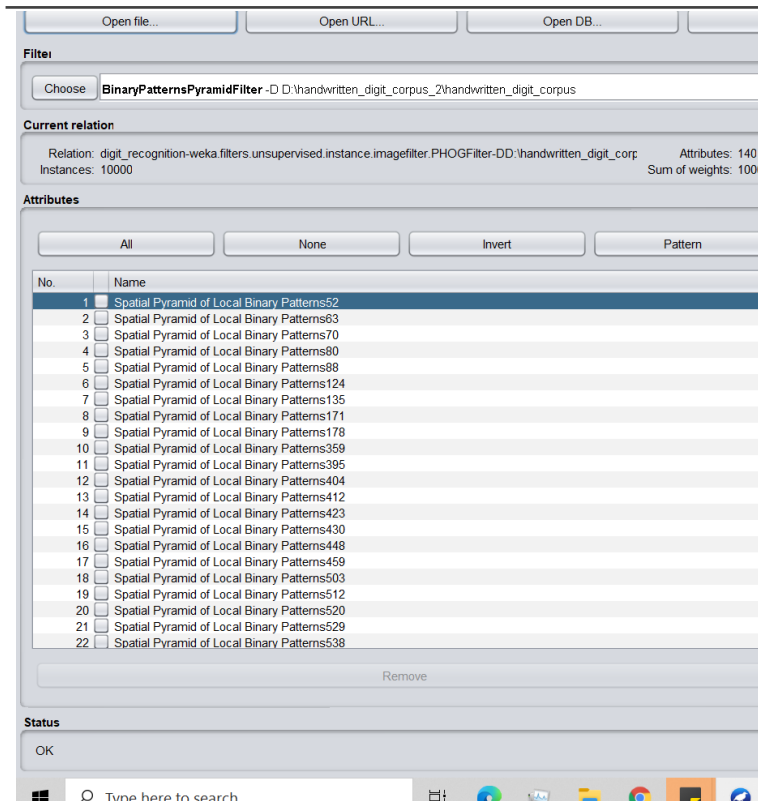 Open file... Open URL... Open DB...
Filter
Choose BinaryPatternsPyramidFilter -D D:\handwritten_digit_corpus_2\handwritten_digit_corpus
Current relation
Relation: digit_recognition-weka.filters.unsupervised.instance.imagefilter.PHOGFilter-DD:\handwritten_digit_corp Attributes: 140
Instances: 10000 Sum of weights: 100
Attributes
All None Invert Pattern
No. Name
1 Spatial Pyramid of Local Binary Patterns52
2 Spatial Pyramid of Local Binary Patterns63
3 Spatial Pyramid of Local Binary Patterns70
4 Spatial Pyramid of Local Binary Patterns80
5 Spatial Pyramid of Local Binary Patterns88
6 Spatial Pyramid of Local Binary Patterns124
7 Spatial Pyramid of Local Binary Patterns135
8 Spatial Pyramid of Local Binary Patterns171
9 Spatial Pyramid of Local Binary Patterns178
10 Spatial Pyramid of Local Binary Patterns359
11 Spatial Pyramid of Local Binary Patterns395
12 Spatial Pyramid of Local Binary Patterns404
13 Spatial Pyramid of Local Binary Patterns412
14 Spatial Pyramid of Local Binary Patterns423
15 Spatial Pyramid of Local Binary Patterns430
16 Spatial Pyramid of Local Binary Patterns448
17 Spatial Pyramid of Local Binary Patterns459
18 Spatial Pyramid of Local Binary Patterns503
19 Spatial Pyramid of Local Binary Patterns512
20 Spatial Pyramid of Local Binary Patterns520
21 Spatial Pyramid of Local Binary Patterns529
22 Spatial Pyramid of Local Binary Patterns538
Remove
Status
OK
Type here to search